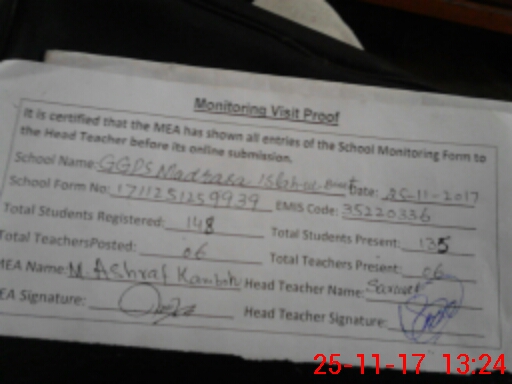 Monitoring Visit Proof
It is certified that the MEA has shown all entries of the School Monitoring Form to
the Head Teacher before its online submission.
School Name: GGPS Madrasa Date: 25-11-2017
School Form No: 1711251259939 EMIS Code: 35220336
Total Students Registered: 148 Total Students Present: 135
Total TeachersPosted: 06 Total Teachers Present: 06
MEA Name: M Ashraf Kamboh Head Teacher Name:
MEA Signature: Head Teacher Signature:
25-11-17 13:24